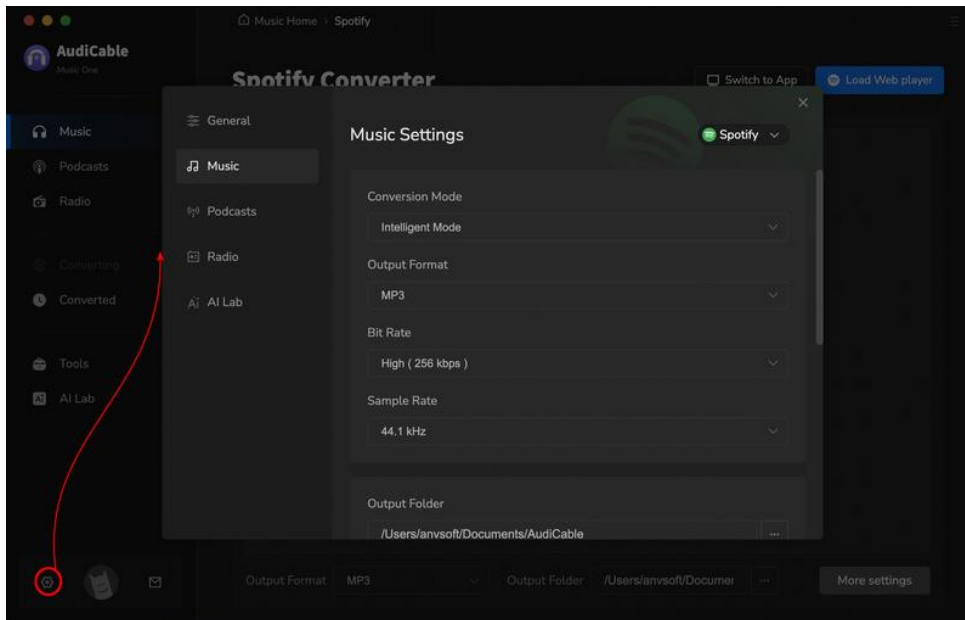 Music Home › Spotify
AudiCable
Music One
Spotify Converter
Switch to App
Load Web player
Music
Podcasts
Radio
Converting
Converted
Tools
AI Lab
General
Music
Podcasts
Radio
AI Lab
Music Settings
Spotify
Conversion Mode
Intelligent Mode
Output Format
MP3
Bit Rate
High ( 256 kbps )
Sample Rate
44.1 kHz
Output Folder
/Users/anvsoft/Documents/AudiCable
...
Output Format MP3 Output Folder /Users/anvsoft/Documer ... More settings